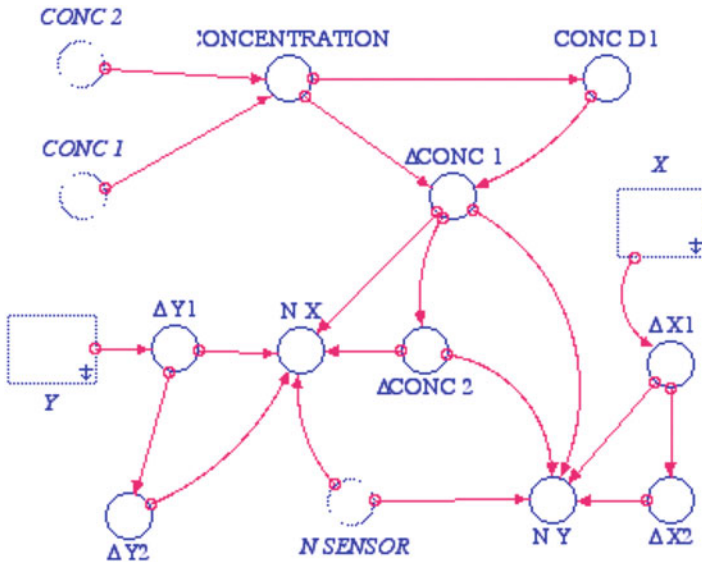 CONC 2
CONCENTRATION
CONC D1
CONC 1
ΔCONC 1
X
ΔY1
N X
ΔX1
ΔCONC 2
Y
ΔY2
N SENSOR
N Y
ΔX2